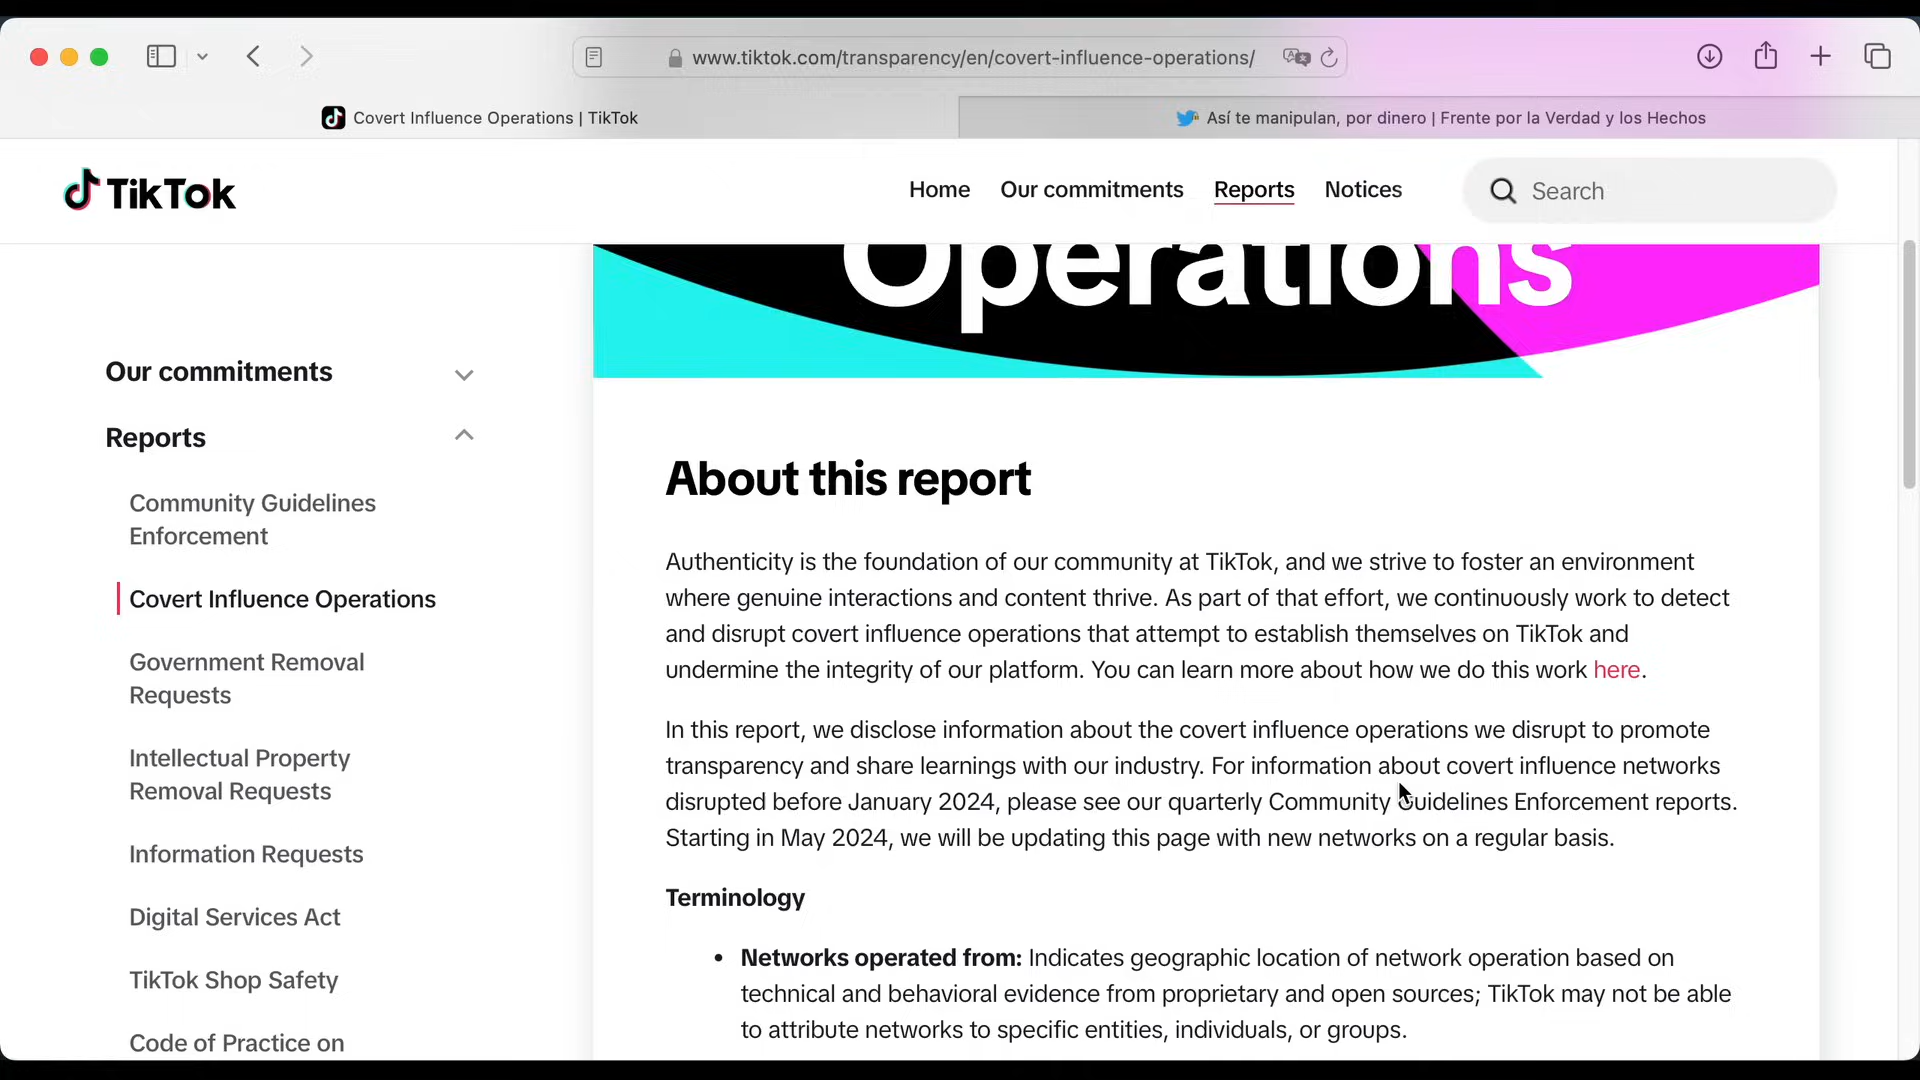 www.tiktok.com/transparency/en/covert-influence-operations/
Covert Influence Operations | TikTok
Así te manipulan, por dinero | Frente por la Verdad y los Hechos
TikTok
Home
Our commitments
Reports
Notices
Search
Operations
Our commitments
Reports
Community Guidelines
Enforcement
Covert Influence Operations
Government Removal
Requests
Intellectual Property
Removal Requests
Information Requests
Digital Services Act
TikTok Shop Safety
Code of Practice on
About this report
Authenticity is the foundation of our community at TikTok, and we strive to foster an environment
where genuine interactions and content thrive. As part of that effort, we continuously work to detect
and disrupt covert influence operations that attempt to establish themselves on TikTok and
undermine the integrity of our platform. You can learn more about how we do this work here.
In this report, we disclose information about the covert influence operations we disrupt to promote
transparency and share learnings with our industry. For information about covert influence networks
disrupted before January 2024, please see our quarterly Community Guidelines Enforcement reports.
Starting in May 2024, we will be updating this page with new networks on a regular basis.
Terminology
• Networks operated from: Indicates geographic location of network operation based on
technical and behavioral evidence from proprietary and open sources; TikTok may not be able
to attribute networks to specific entities, individuals, or groups.